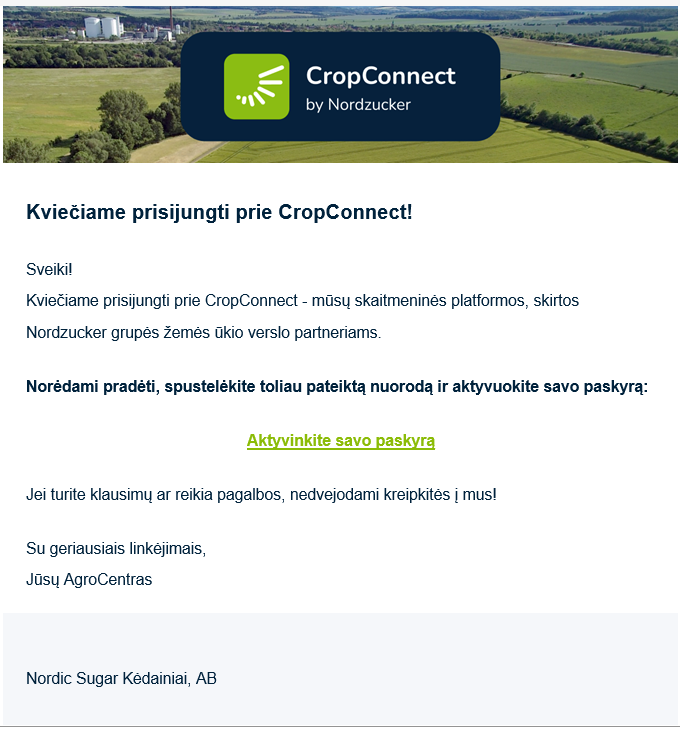 CropConnect
by Nordzucker
Kviečiame prisijungti prie CropConnect!
Sveiki!
Kviečiame prisijungti prie CropConnect - mūsų skaitmeninės platformos, skirtos
Nordzucker grupės žemės ūkio verslo partneriams.
Norėdami pradėti, spustelėkite toliau pateiktą nuorodą ir aktyvuokite savo paskyrą:
Aktyvinkite savo paskyrą
Jei turite klausimų ar reikia pagalbos, nedvejodami kreipkitės į mus!
Su geriausiais linkėjimais,
Jūsų AgroCentras
Nordic Sugar Kėdainiai, AB